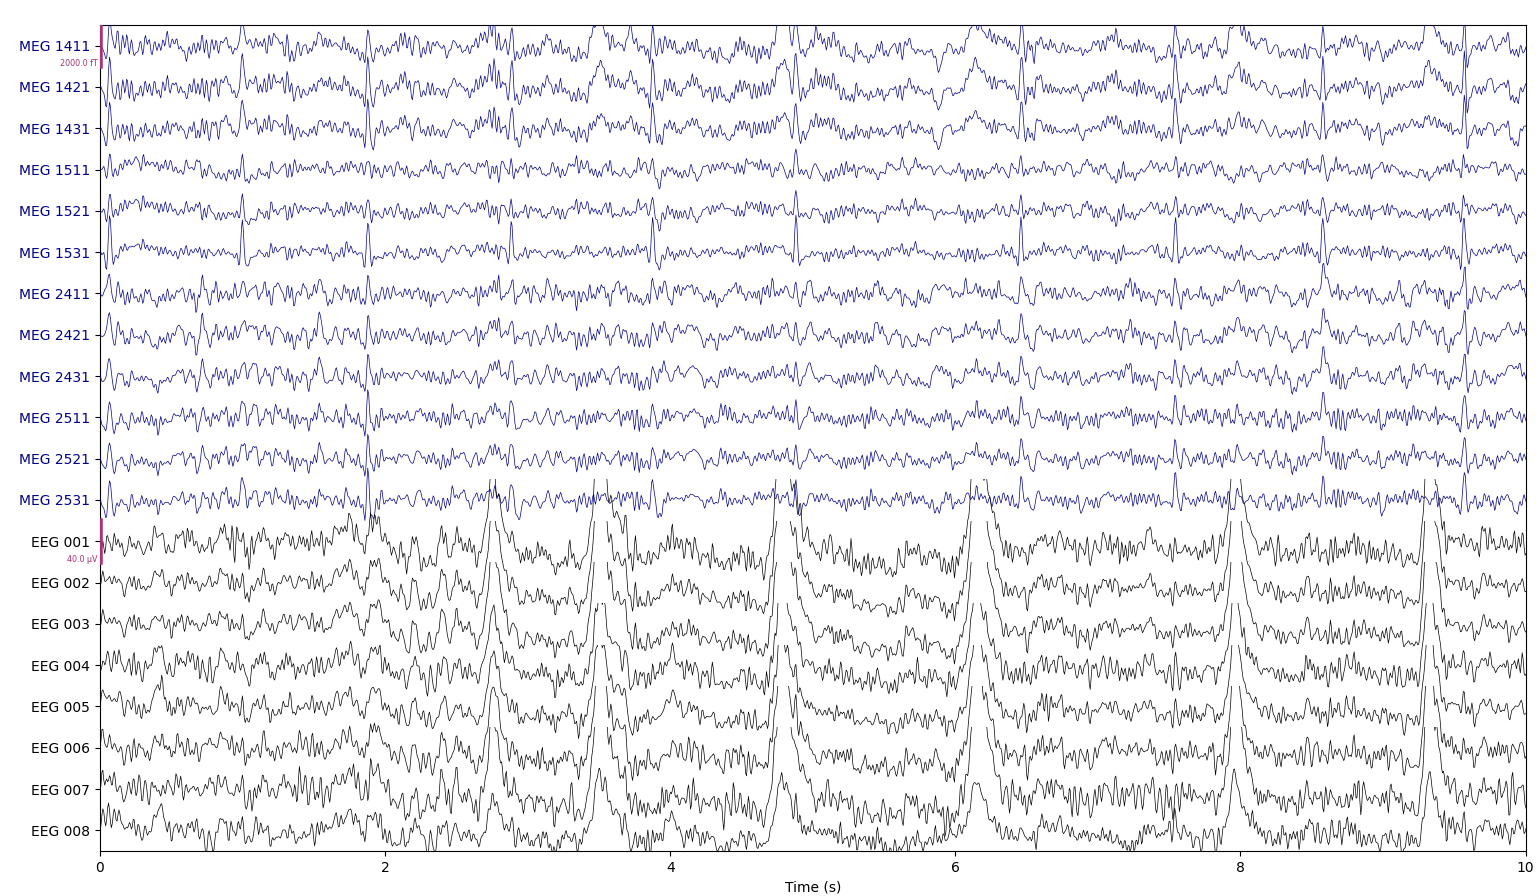 MEG 1411
2000.0 fT
MEG 1421
MEG 1431
MEG 1511
MEG 1521
MEG 1531
MEG 2411
MEG 2421
MEG 2431
MEG 2511
MEG 2521
MEG 2531
EEG 001
40.0 µV
EEG 002
EEG 003
EEG 004
EEG 005
EEG 006
EEG 007
EEG 008
0 2 4 6 8 10
Time (s)